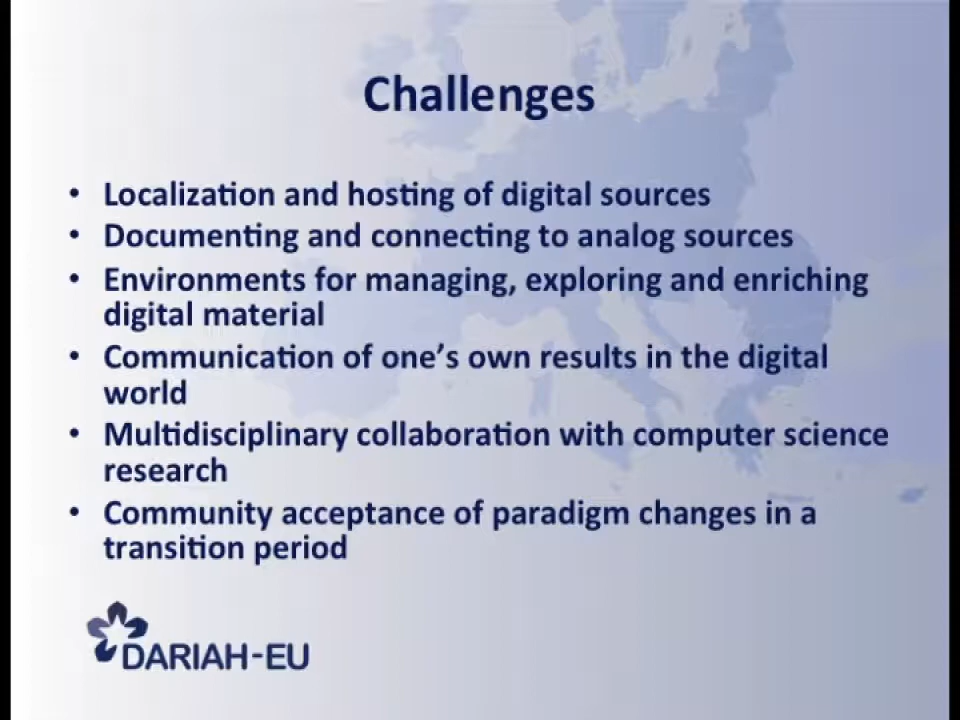 Challenges
• Localization and hosting of digital sources
• Documenting and connecting to analog sources
• Environments for managing, exploring and enriching
digital material
• Communication of one’s own results in the digital
world
• Multidisciplinary collaboration with computer science
research
• Community acceptance of paradigm changes in a
transition period
DARIAH-EU